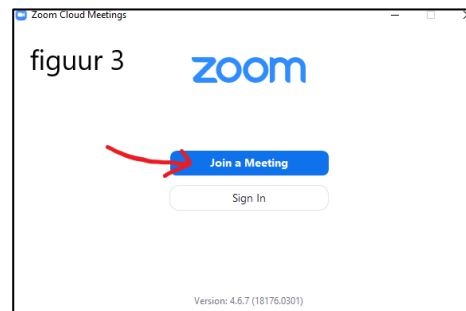 Zoom Cloud Meetings
figuur 3
zoom
Join a Meeting
Sign In
Version: 4.6.7 (18176.0301)